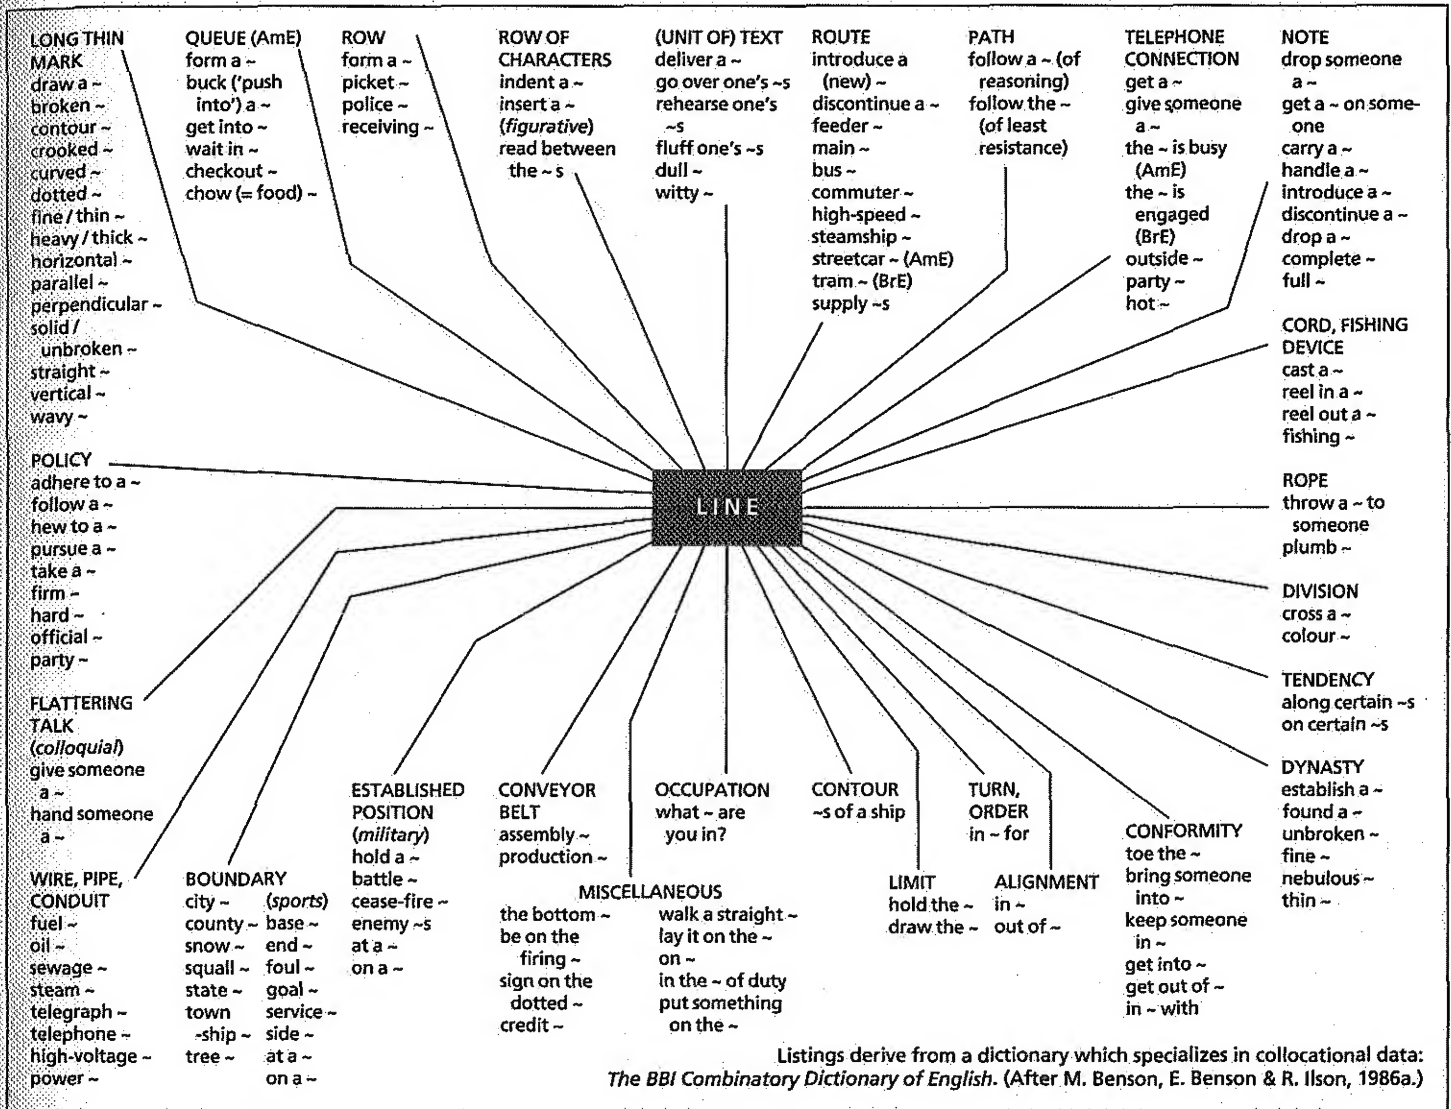 LONG THIN
MARK
draw a ~
broken ~
contour ~
crooked ~
curved ~
dotted ~
fine / thin ~
heavy / thick ~
horizontal ~
parallel ~
perpendicular ~
solid /
unbroken ~
straight ~
vertical ~
wavy ~
QUEUE (AmE)
form a ~
buck ('push
into') a ~
get into ~
wait in ~
checkout ~
chow (= food) ~
ROW
form a ~
picket ~
police ~
receiving ~
ROW OF
CHARACTERS
indent a ~
insert a ~
(figurative)
read between
the ~ s
(UNIT OF) TEXT
deliver a ~
go over one's ~s
rehearse one's
~s
fluff one's ~s
dull ~
witty ~
ROUTE
introduce a
(new) ~
discontinue a ~
feeder ~
main ~
bus ~
commuter ~
high-speed ~
steamship ~
streetcar ~ (AmE)
tram ~ (BrE)
supply ~s
PATH
follow a ~ (of
reasoning)
follow the ~
(of least
resistance)
TELEPHONE
CONNECTION
get a ~
give someone
a ~
the ~ is busy
(AmE)
the ~ is
engaged
(BrE)
outside ~
party ~
hot ~
NOTE
drop someone
a ~
get a ~ on some-
one
carry a ~
handle a ~
introduce a ~
discontinue a ~
drop a ~
complete ~
full ~
CORD, FISHING
DEVICE
cast a ~
reel in a ~
reel out a ~
fishing ~
POLICY
adhere to a ~
follow a ~
hew to a ~
pursue a ~
take a ~
firm ~
hard ~
official ~
party ~
LINE
ROPE
throw a ~ to
someone
plumb ~
DIVISION
cross a ~
colour ~
TENDENCY
along certain ~s
on certain ~s
FLATTERING
TALK
(colloquial)
give someone
a ~
hand someone
a ~
DYNASTY
establish a ~
found a ~
unbroken ~
fine ~
nebulous ~
thin ~
WIRE, PIPE,
CONDUIT
fuel ~
oil ~
sewage ~
steam ~
telegraph ~
telephone ~
high-voltage ~
power ~
BOUNDARY
city ~
county ~
snow ~
squall ~
state ~
town
-ship ~
tree ~
(sports)
base ~
end ~
foul ~
goal ~
service ~
side ~
at a ~
on a ~
ESTABLISHED
POSITION
(military)
hold a ~
battle ~
cease-fire ~
enemy ~s
at a ~
on a ~
CONVEYOR
BELT
assembly ~
production ~
OCCUPATION
what ~ are
you in?
CONTOUR
~s of a ship
TURN,
ORDER
in ~ for
MISCELLANEOUS
the bottom ~
be on the
firing ~
sign on the
dotted ~
credit ~
walk a straight ~
lay it on the ~
on ~
in the ~ of duty
put something
on the ~
LIMIT
hold the ~
draw the ~
ALIGNMENT
in ~
out of ~
CONFORMITY
toe the ~
bring someone
into ~
keep someone
in ~
get into ~
get out of ~
in ~ with
Listings derive from a dictionary which specializes in collocational data:
The BBI Combinatory Dictionary of English. (After M. Benson, E. Benson & R. Ilson, 1986a.)